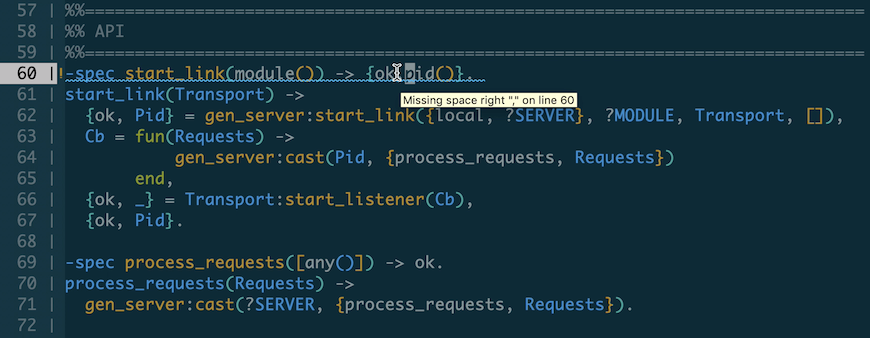 57 | %%==============================================================================
58 | %% API
59 | %%==============================================================================
60 |!-spec start_link(module()) -> {ok,pid()}.
Missing space right "," on line 60
61 | start_link(Transport) ->
62 |   {ok, Pid} = gen_server:start_link({local, ?SERVER}, ?MODULE, Transport, []),
63 |   Cb = fun(Requests) ->
64 |            gen_server:cast(Pid, {process_requests, Requests})
65 |        end,
66 |   {ok, _} = Transport:start_listener(Cb),
67 |   {ok, Pid}.
68 |
69 | -spec process_requests([any()]) -> ok.
70 | process_requests(Requests) ->
71 |   gen_server:cast(?SERVER, {process_requests, Requests}).
72 |